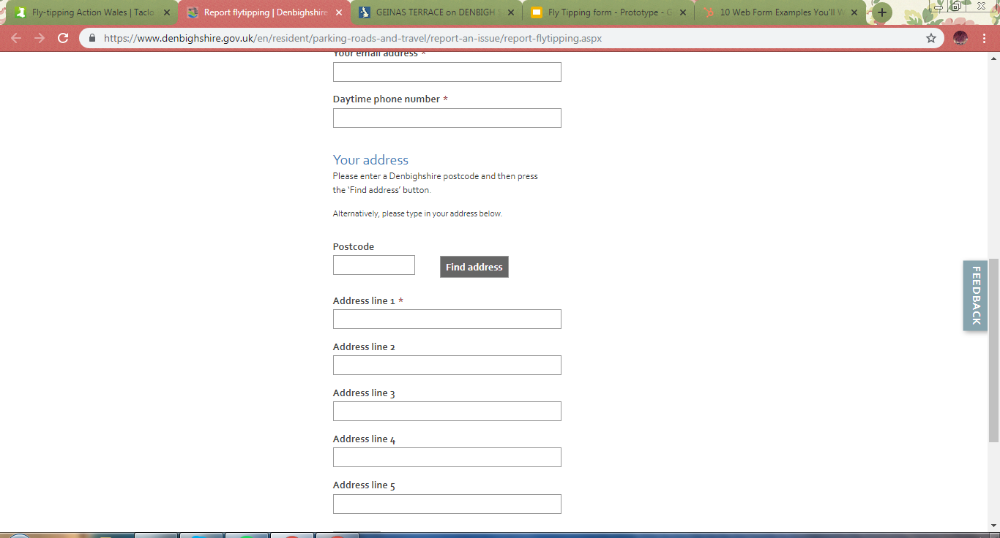 Fly-tipping Action Wales | Taclo
Report flytipping | Denbighshire
GEINAS TERRACE on DENBIGH S
Fly Tipping form - Prototype - G
10 Web Form Examples You'll W
https://www.denbighshire.gov.uk/en/resident/parking-roads-and-travel/report-an-issue/report-flytipping.aspx
Your email address *
Daytime phone number *
Your address
Please enter a Denbighshire postcode and then press
the 'Find address' button.
Alternatively, please type in your address below.
Postcode
Find address
Address line 1 *
Address line 2
Address line 3
Address line 4
Address line 5
FEEDBACK